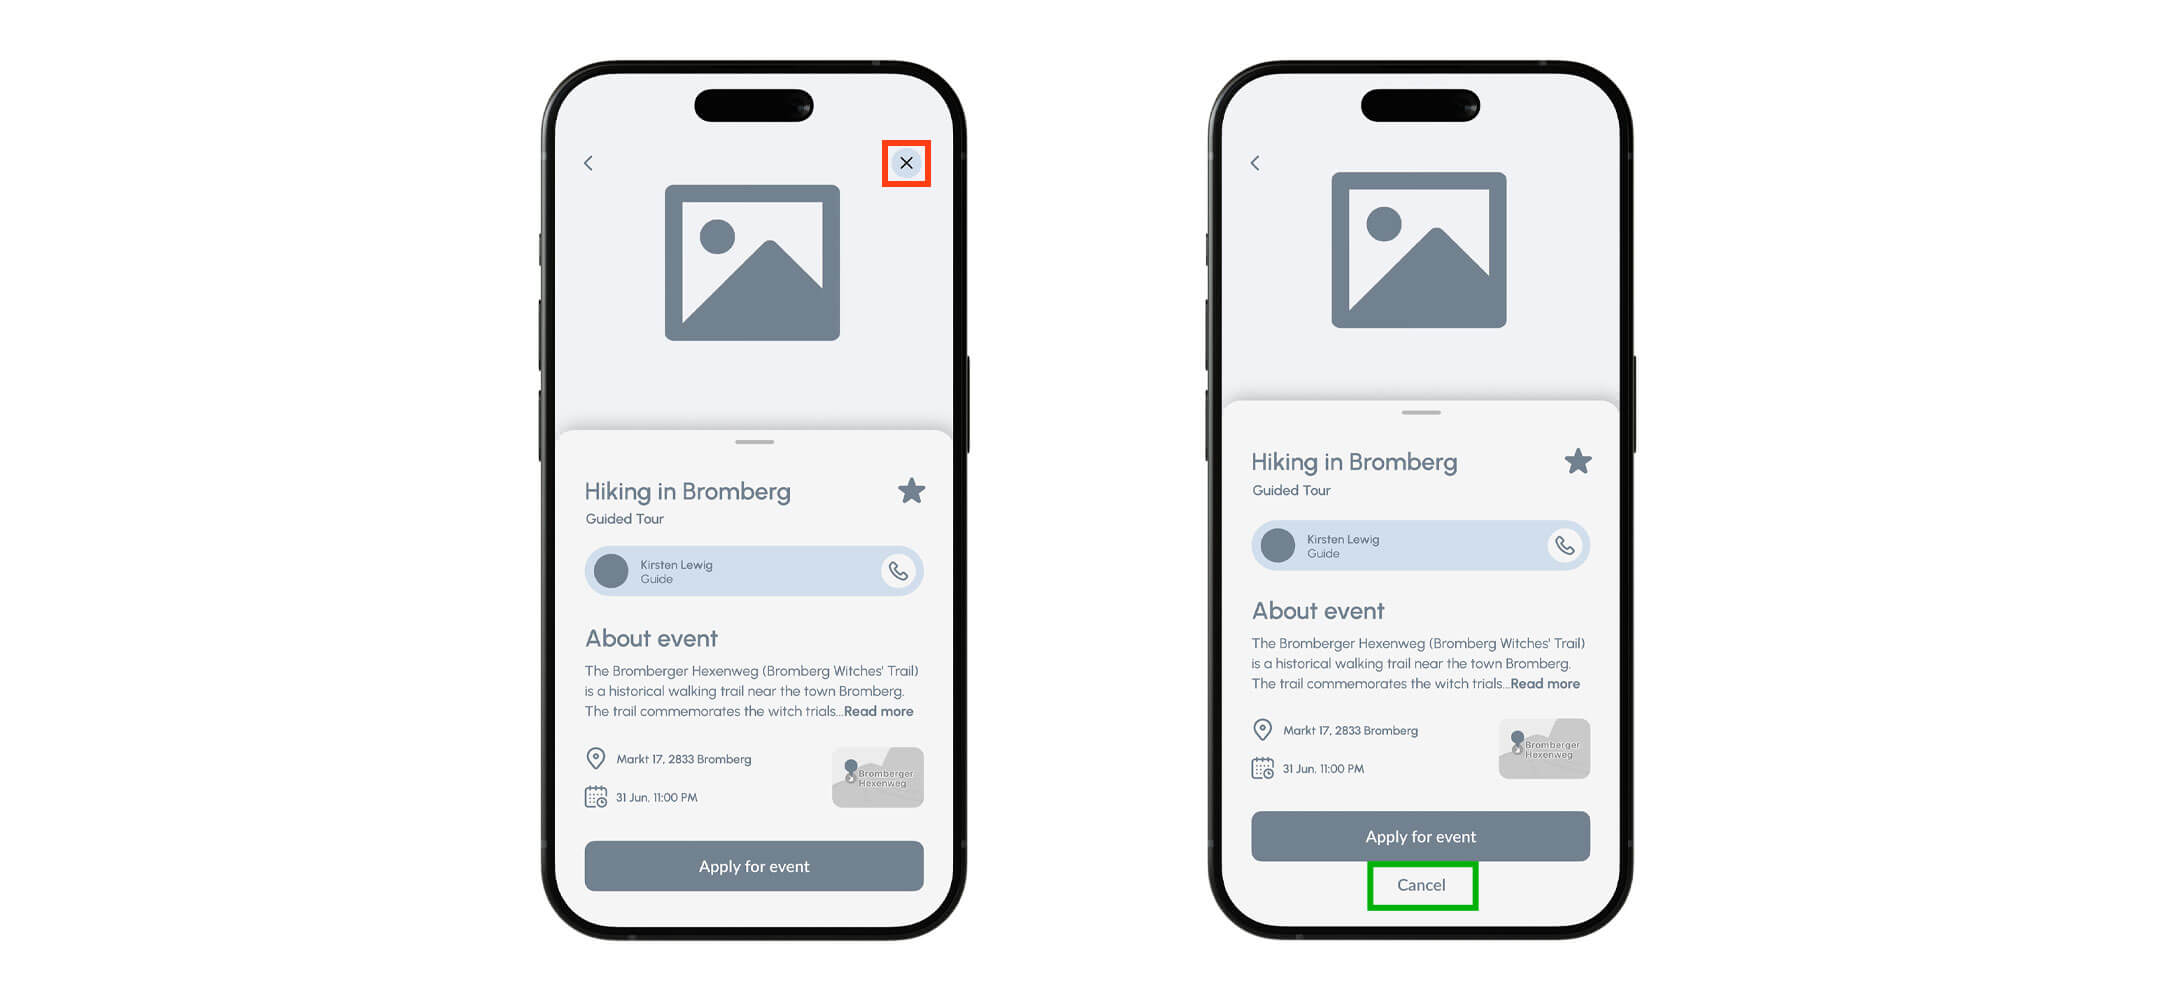 Hiking in Bromberg
Guided Tour
Kirsten Lewig
Guide
About event
The Bromberger Hexenweg (Bromberg Witches' Trail)
is a historical walking trail near the town Bromberg.
The trail commemorates the witch trials...Read more
Markt 17, 2833 Bromberg
31 Jun, 11:00 PM
Bromberger
Hexenweg
Apply for event
Hiking in Bromberg
Guided Tour
Kirsten Lewig
Guide
About event
The Bromberger Hexenweg (Bromberg Witches' Trail)
is a historical walking trail near the town Bromberg.
The trail commemorates the witch trials...Read more
Markt 17, 2833 Bromberg
31 Jun, 11:00 PM
Bromberger
Hexenweg
Apply for event
Cancel